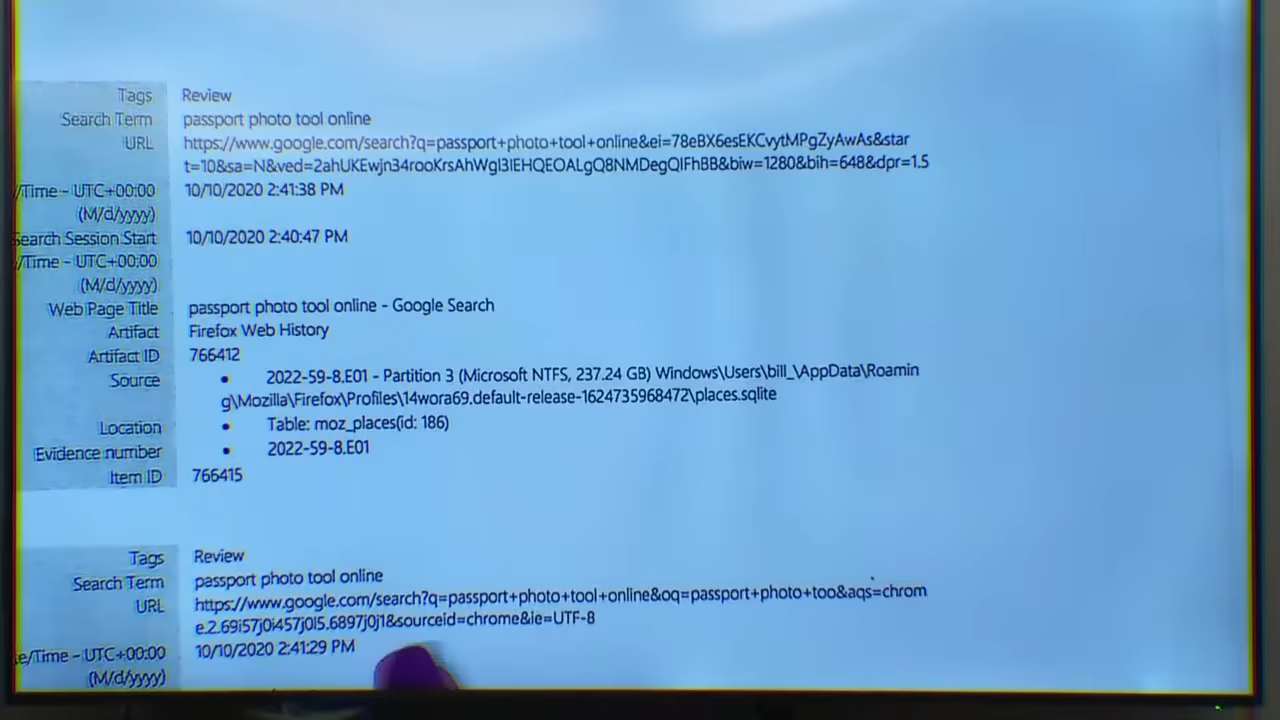 Tags Review
Search Term passport photo tool online
URL https://www.google.com/search?q=passport+photo+tool+online&ei=78eBX6esEKCvytMPgZyAwAs&star
t=10&sa=N&ved=2ahUKEwjn34rooKrsAhWgl3IEHQEOALgQ8NMDegQIFhBB&biw=1280&bih=648&dpr=1.5
/Time - UTC+00:00 10/10/2020 2:41:38 PM
(M/d/yyyy)
Search Session Start 10/10/2020 2:40:47 PM
/Time - UTC+00:00
(M/d/yyyy)
Web Page Title passport photo tool online - Google Search
Artifact Firefox Web History
Artifact ID 766412
Source • 2022-59-8.E01 - Partition 3 (Microsoft NTFS, 237.24 GB) Windows\Users\bill_\AppData\Roamin
g\Mozilla\Firefox\Profiles\14wora69.default-release-1624735968472\places.sqlite
Location • Table: moz_places(id: 186)
Evidence number • 2022-59-8.E01
Item ID 766415
Tags Review
Search Term passport photo tool online
URL https://www.google.com/search?q=passport+photo+tool+online&oq=passport+photo+too&aqs=chrom
e.2.69i57j0i457j0l5.6897j0j1&sourceid=chrome&ie=UTF-8
e/Time - UTC+00:00 10/10/2020 2:41:29 PM
(M/d/yyyy)